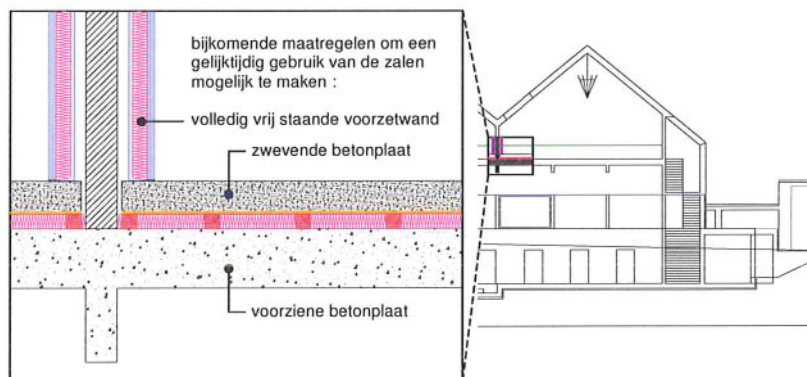 bijkomende maatregelen om een
gelijktijdig gebruik van de zalen
mogelijk te maken :
volledig vrij staande voorzetwand
zwevende betonplaat
voorziene betonplaat